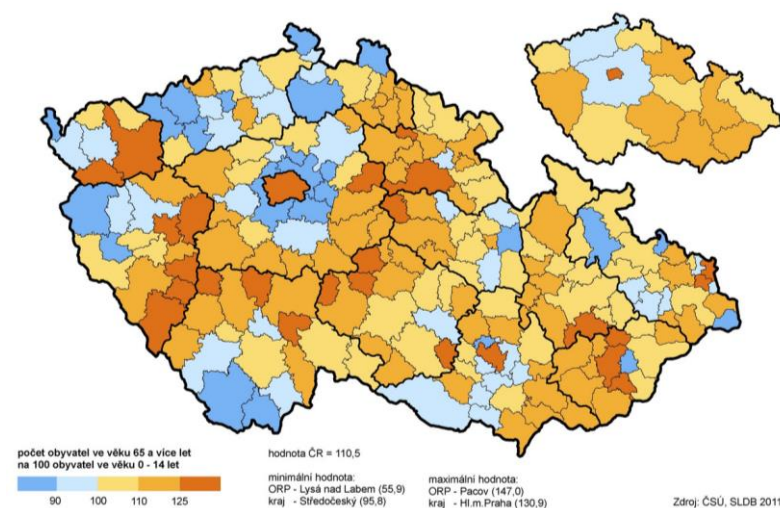 počet obyvatel ve věku 65 a více let
na 100 obyvatel ve věku 0 - 14 let
90 100 110 125
hodnota ČR = 110,5
minimální hodnota:
ORP - Lysá nad Labem (55,9)
kraj - Středočeský (95,8)
maximální hodnota:
ORP - Pacov (147,0)
kraj - Hl.m.Praha (130,9)
Zdroj: ČSÚ, SLDB 2011